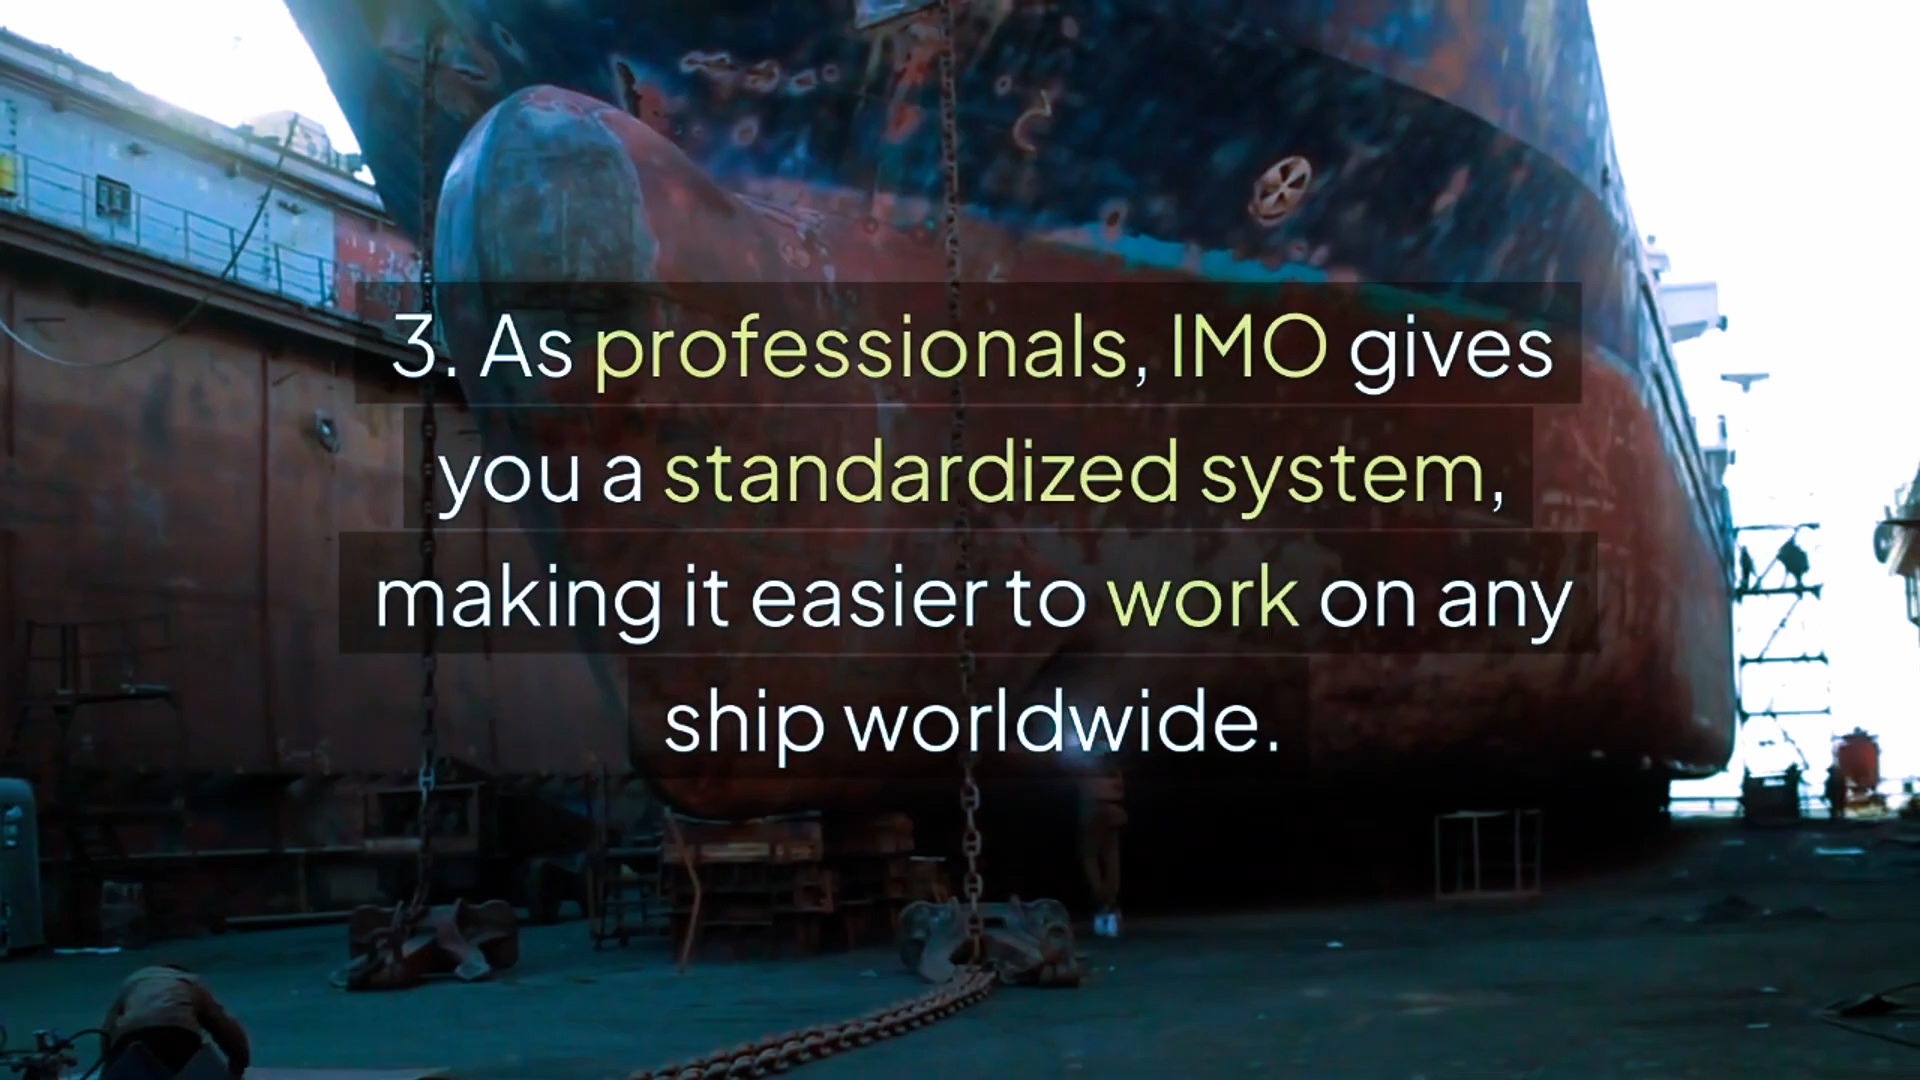 3. As professionals, IMO gives
you a standardized system,
making it easier to work on any
ship worldwide.